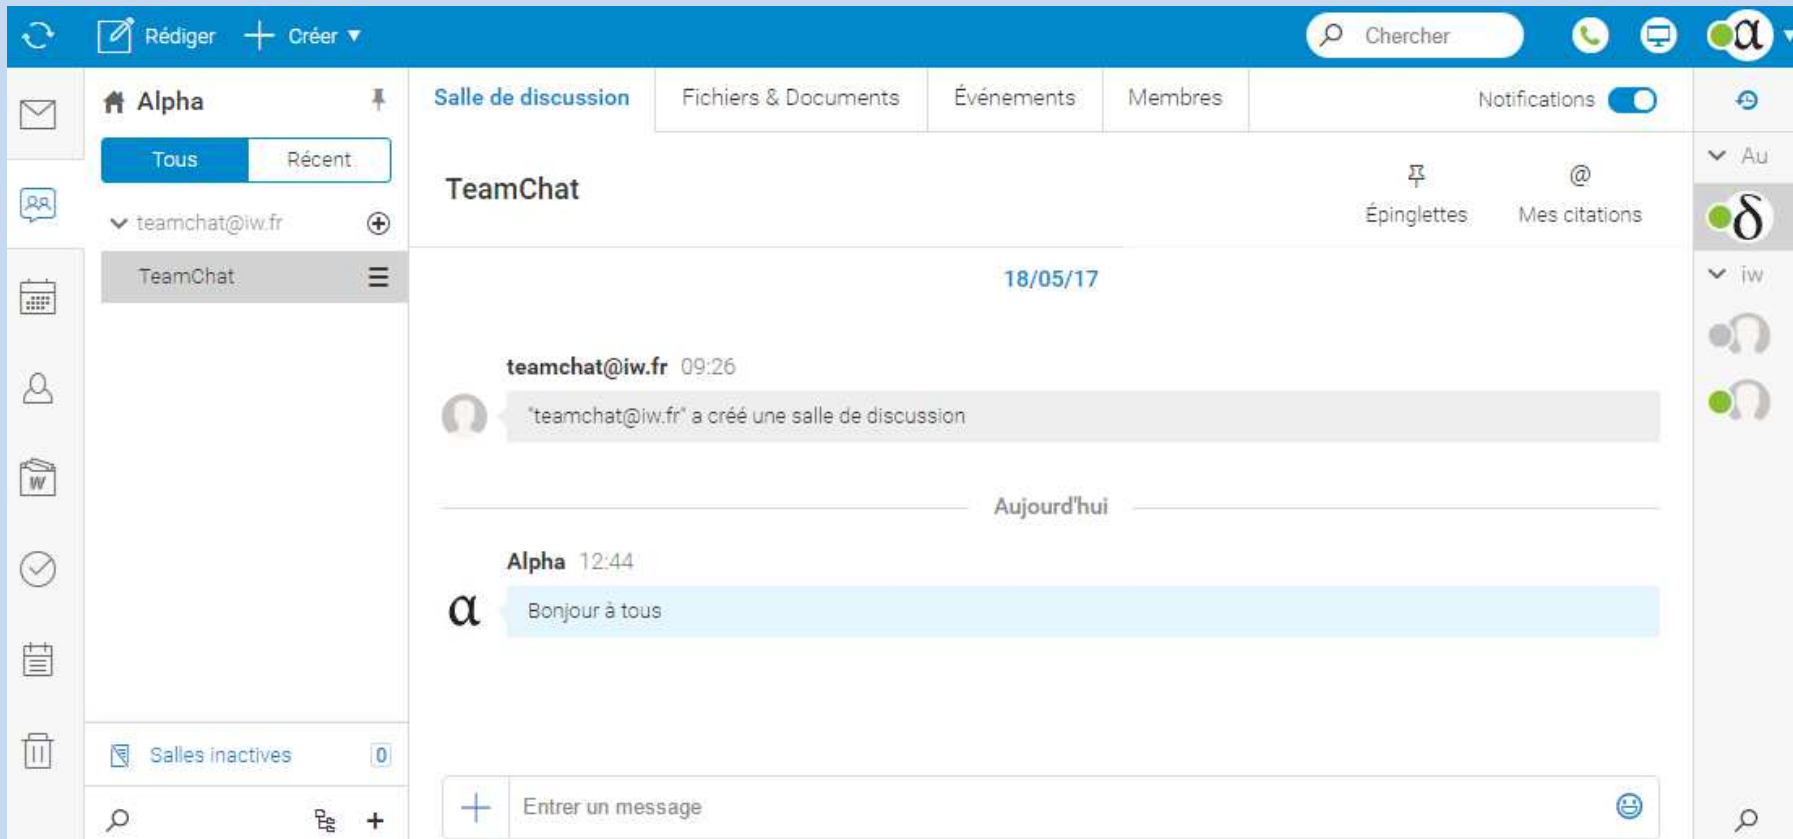 Rédiger
Créer
Chercher
α
Alpha
Tous
Récent
teamchat@iw.fr
TeamChat
Salles inactives
0
Salle de discussion
Fichiers & Documents
Événements
Membres
Notifications
TeamChat
Épinglettes
@
Mes citations
18/05/17
teamchat@iw.fr 09:26
"teamchat@iw.fr" a créé une salle de discussion
Aujourd'hui
Alpha 12:44
α
Bonjour à tous
Entrer un message
Au
δ
iw
W